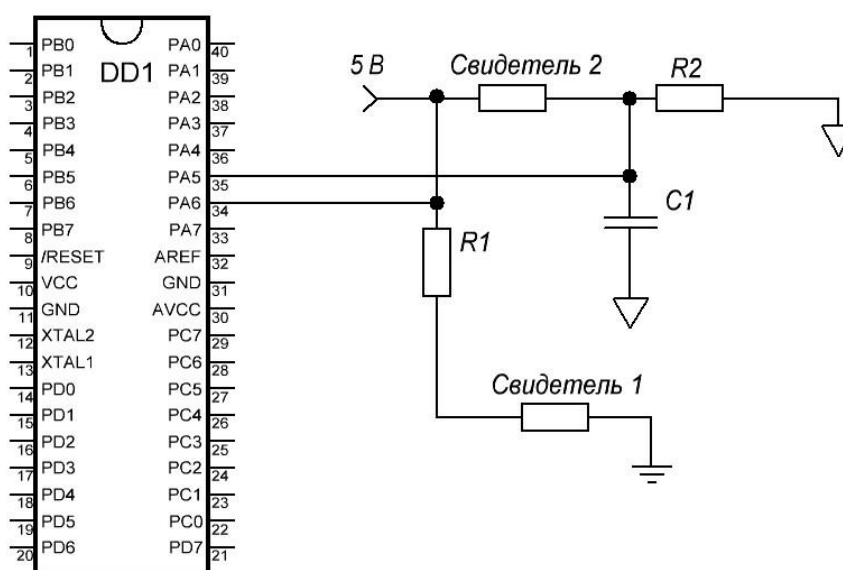 DD1
PB0
1
PB1
2
PB2
3
PB3
4
PB4
5
PB5
6
PB6
7
PB7
8
/RESET
9
VCC
10
GND
11
XTAL2
12
XTAL1
13
PD0
14
PD1
15
PD2
16
PD3
17
PD4
18
PD5
19
PD6
20
PA0
40
PA1
39
PA2
38
PA3
37
PA4
36
PA5
35
PA6
34
PA7
33
AREF
32
GND
31
AVCC
30
PC7
29
PC6
28
PC5
27
PC4
26
PC3
25
PC2
24
PC1
23
PC0
22
PD7
21
5 В
Свидетель 2
R2
C1
R1
Свидетель 1